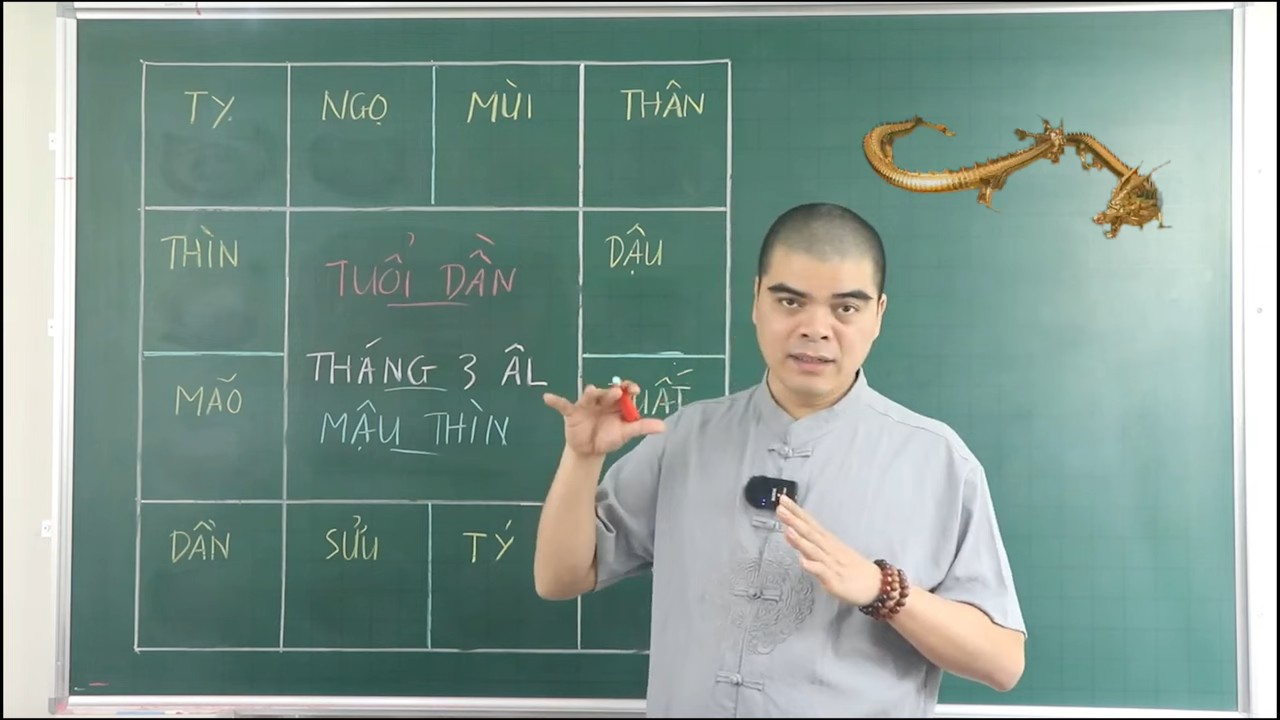 TỴ NGỌ MÙI THÂN
THÌN DẬU
TUỔI DẦN
THÁNG 3 ÂL
MẬU THÌN
MÃO
DẦN SỬU TÝ